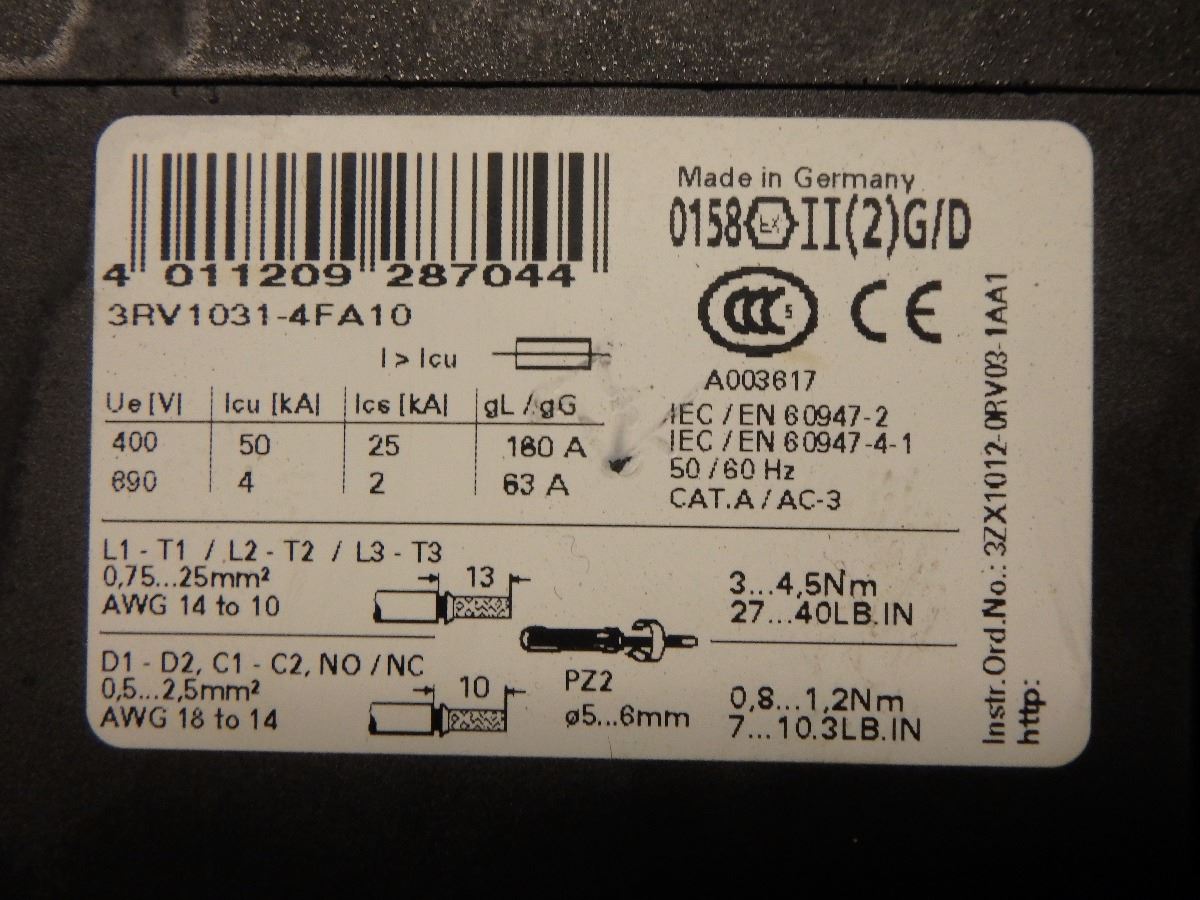 4 011209 287044
3RV1031-4FA10
I > Icu
Ue [V] Icu [kA] Ics [kA] gL / gG
400 50 25 160 A
690 4 2 63 A
Made in Germany
0158 Ex II(2)G/D
CCC S CE
A003617
IEC / EN 60947-2
IEC / EN 60947-4-1
50 / 60 Hz
CAT.A / AC-3
L1 - T1 / L2 - T2 / L3 - T3
0,75...25mm²
AWG 14 to 10
13
3...4,5Nm
27...40LB.IN
D1 - D2, C1 - C2, NO / NC
0,5...2,5mm²
AWG 18 to 14
10
PZ2
ø5...6mm
0,8...1,2Nm
7...10.3LB.IN
Instr.Ord.No.: 3ZX1012-0RV03-1AA1
http: